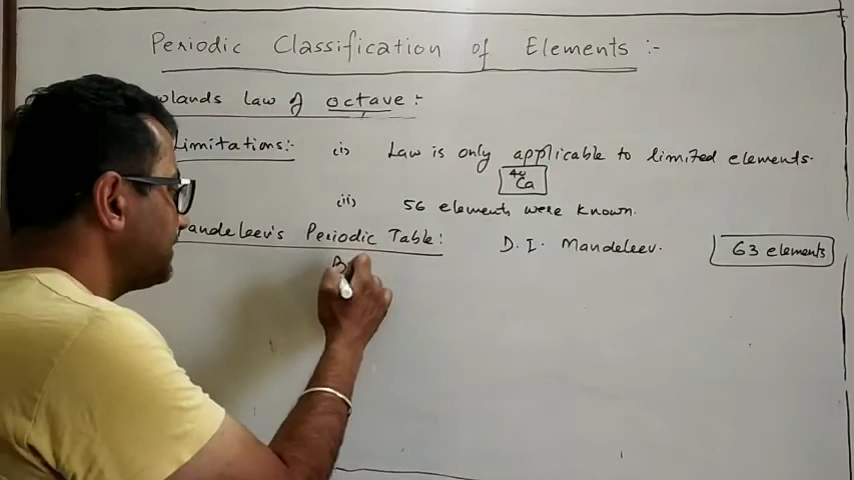 Periodic Classification of Elements :-
wlands law of octave :-
Limitations:- (i) Law is only applicable to limited elements.
40 Ca
(ii) 56 elements were known.
andeleev's Periodic Table: D. I. Mandeleev. 63 elements